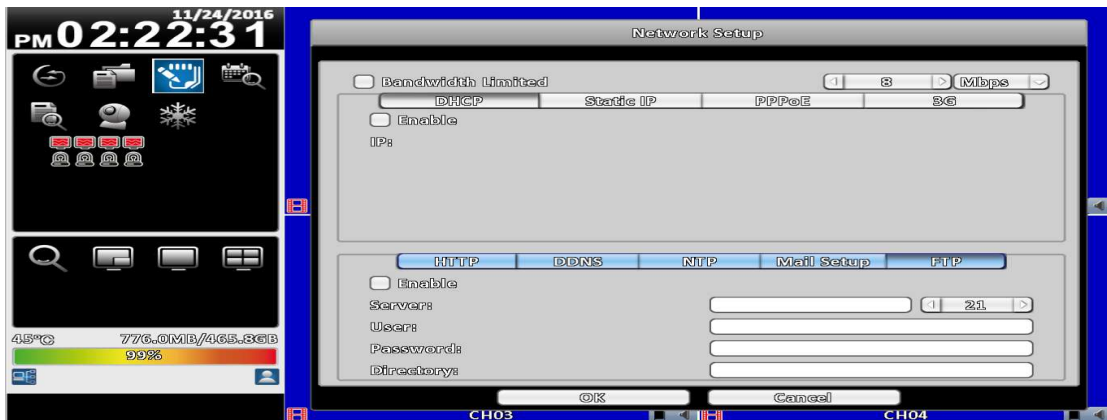 11/24/2016
PM 02:22:31
Network Setup
Bandwidth Limited 8 Mbps
DHCP Static IP PPPoE 3G
Enable
IP:
HTTP DDNS NTP Mail Setup FTP
Enable
Server: 21
User:
Password:
Directory:
OK Cancel
45°C 776.0MB/465.8GB
99%
CH03 CH04